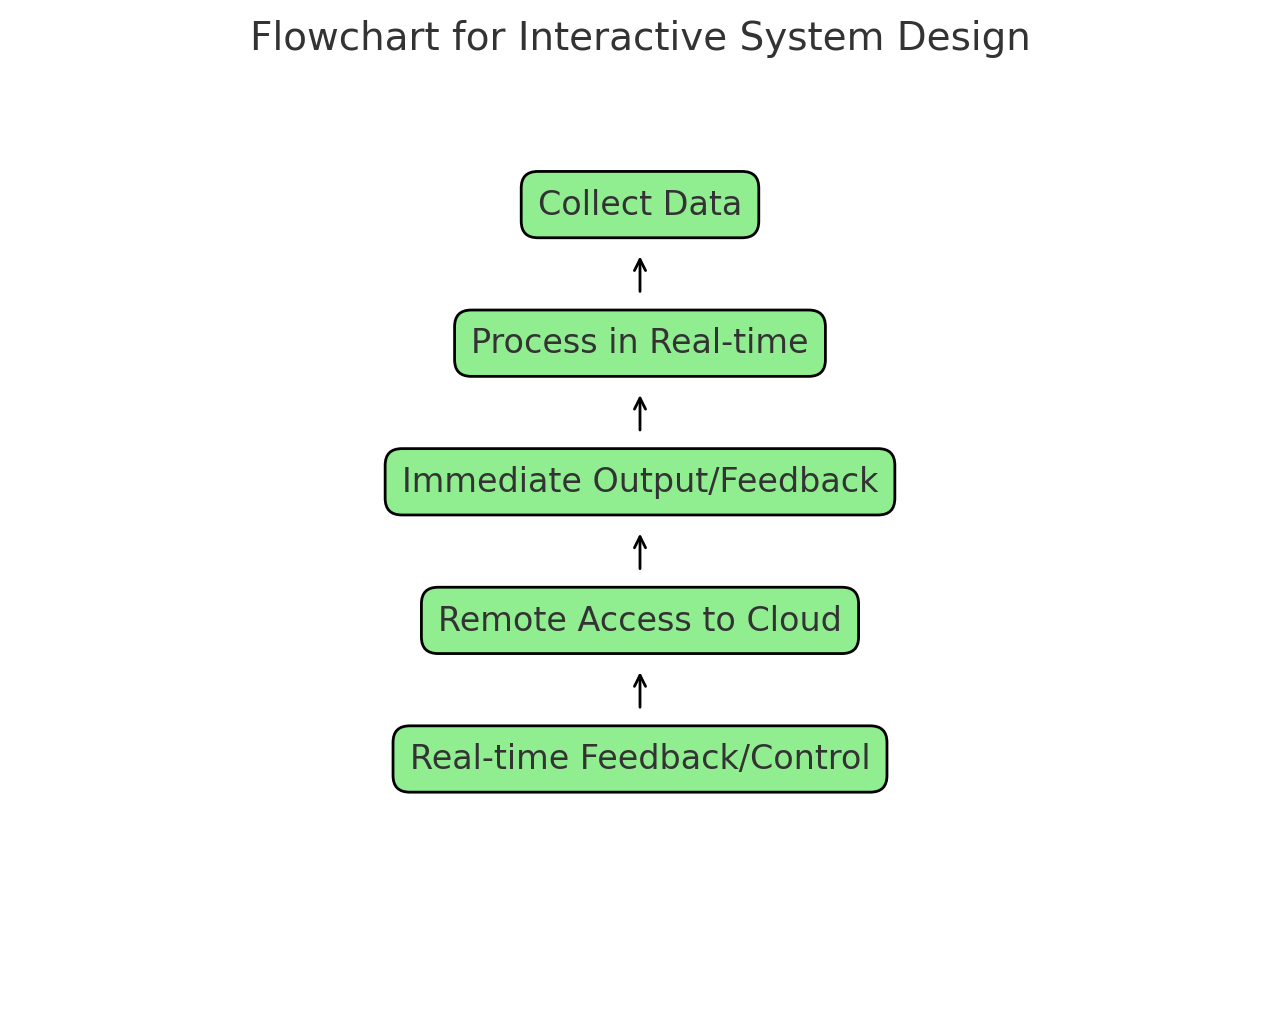 Flowchart for Interactive System Design
Collect Data
Process in Real-time
Immediate Output/Feedback
Remote Access to Cloud
Real-time Feedback/Control